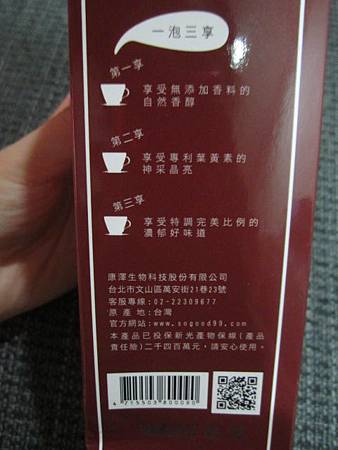 一泡三享
第一享
享受無添加香料的
自然香醇
第二享
享受專利葉黃素的
神采晶亮
第三享
享受特調完美比例的
濃郁好味道
康澤生物科技股份有限公司
台北市文山區萬安街21巷23號
客服專線:02-22309677
原產地:台灣
官方網站:www.sogood99.com
本產品已投保新光產物保線(產品
責任險)二千四百萬元,請安心使用。
4 715503 800080